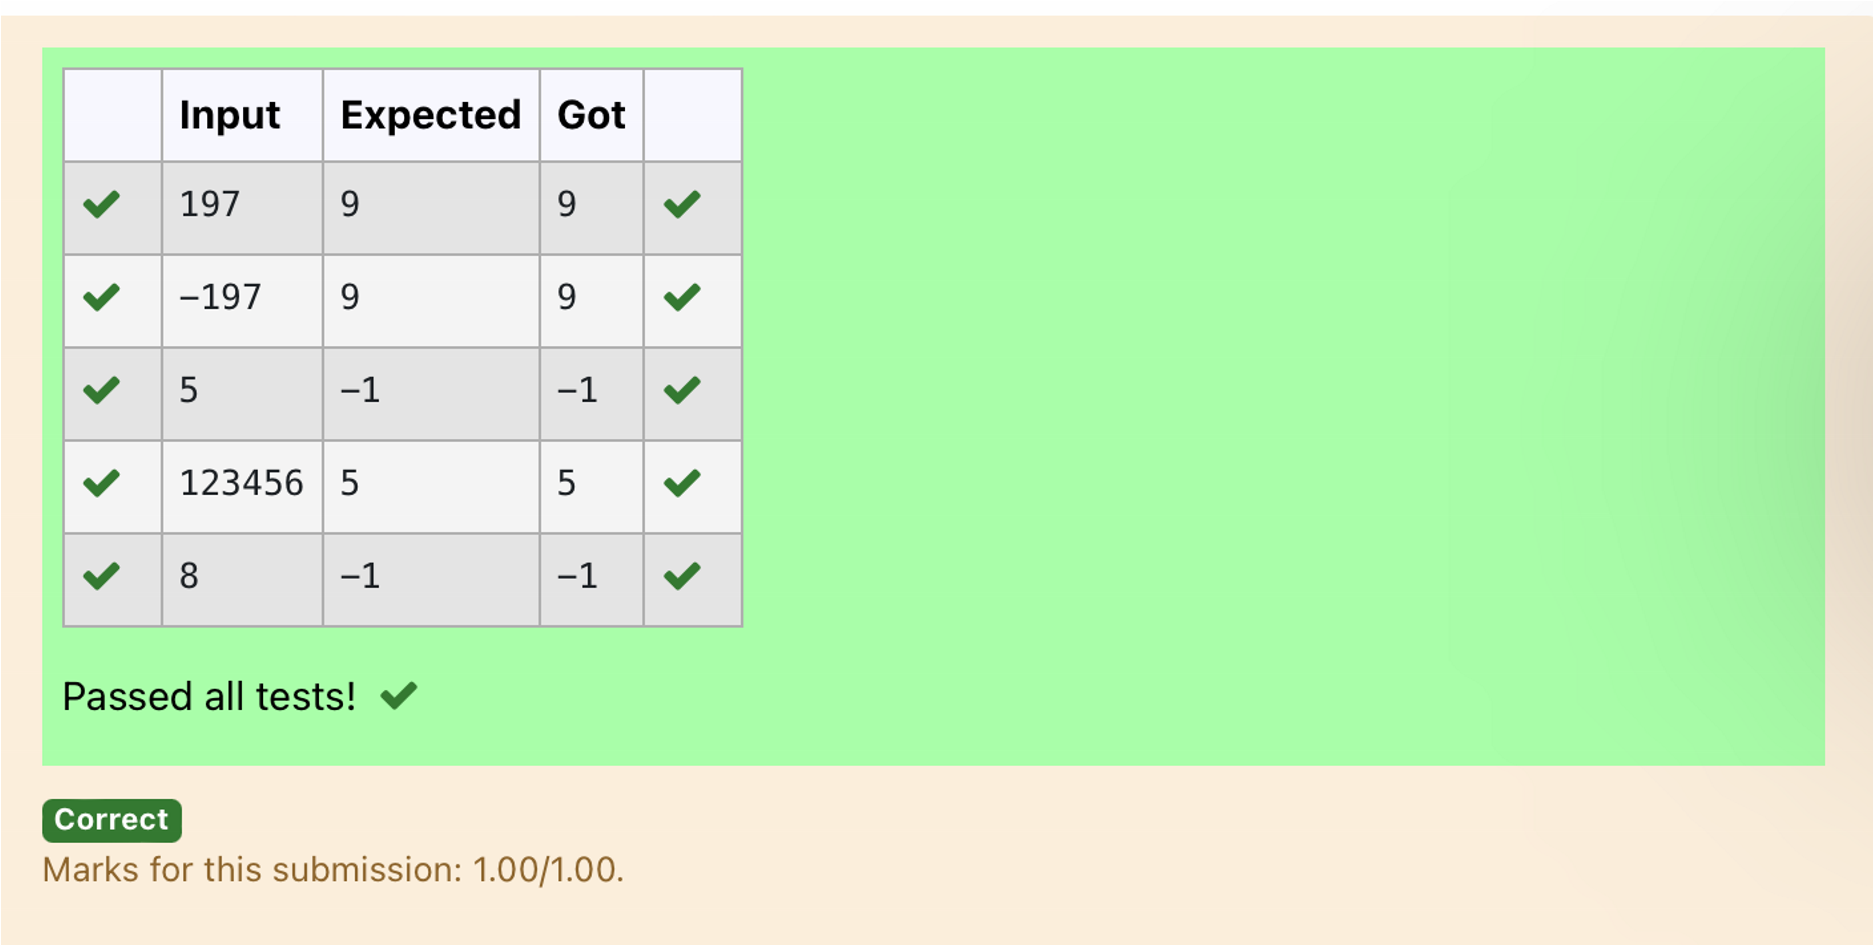 Input Expected Got
197 9 9
−197 9 9
5 −1 −1
123456 5 5
8 −1 −1
Passed all tests!
Correct
Marks for this submission: 1.00/1.00.